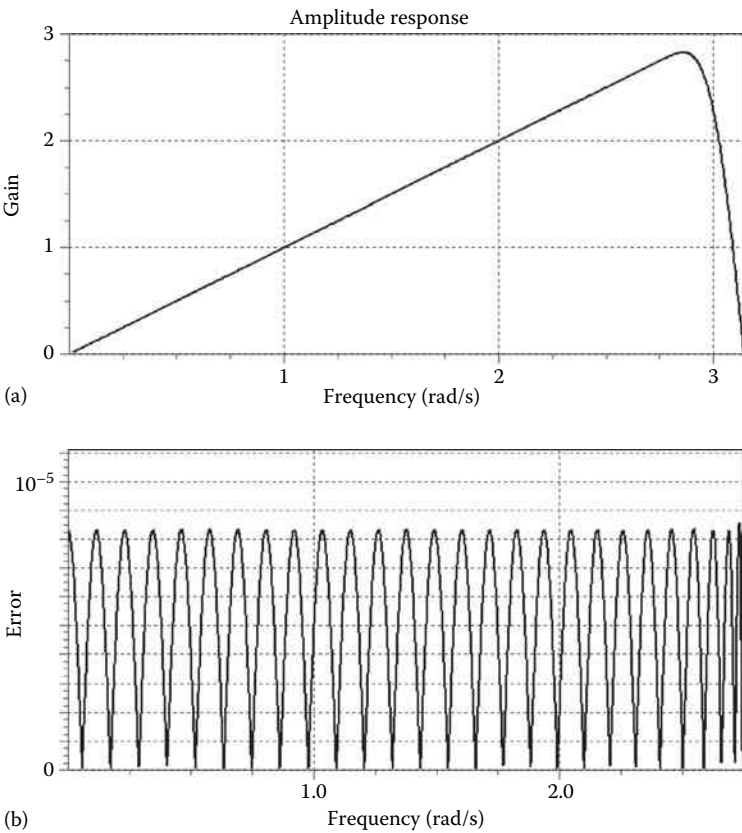 Amplitude response
3
2
1
0
Gain
1
2
3
Frequency (rad/s)
(a)
10⁻⁵
0
Error
1.0
2.0
Frequency (rad/s)
(b)